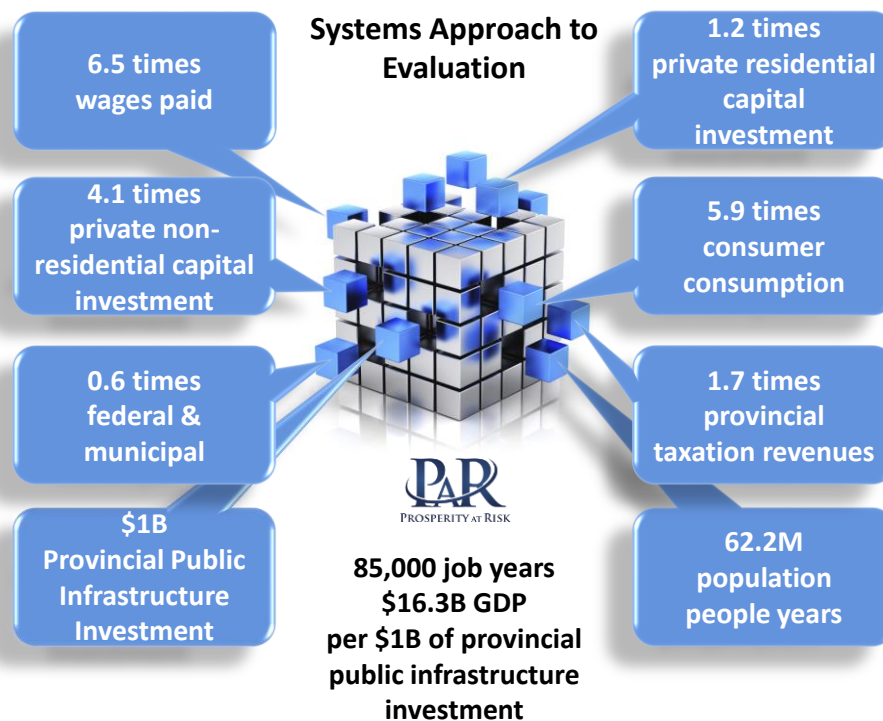 Systems Approach to
Evaluation
6.5 times
wages paid
1.2 times
private residential
capital
investment
4.1 times
private non-
residential capital
investment
5.9 times
consumer
consumption
0.6 times
federal &
municipal
1.7 times
provincial
taxation revenues
$1B
Provincial Public
Infrastructure
Investment
62.2M
population
people years
PAR
PROSPERITY AT RISK
85,000 job years
$16.3B GDP
per $1B of provincial
public infrastructure
investment